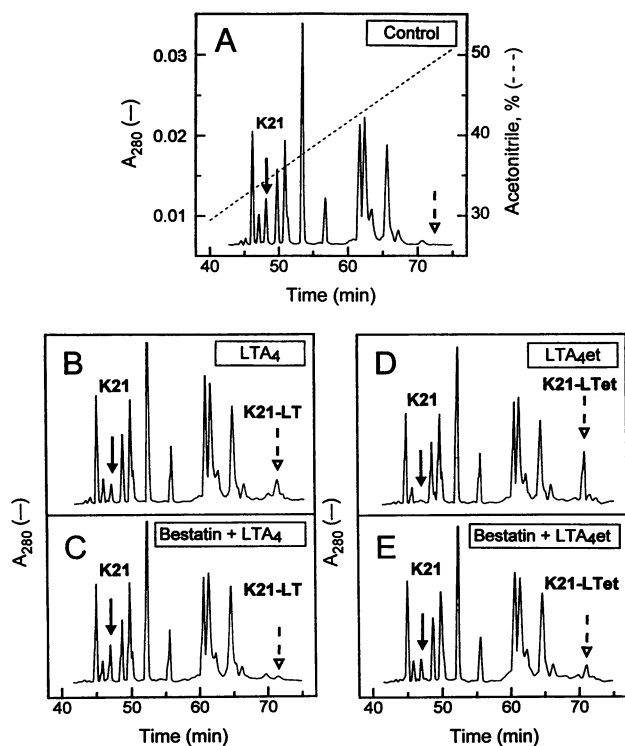 A
Control
0.03
0.02
0.01
A280 (—)
K21
50
40
30
Acetonitrile, % (---)
40 50 60 70
Time (min)
B
LTA4
K21
K21-LT
D
LTA4et
K21
K21-LTet
A280 (—)
C
Bestatin + LTA4
K21
K21-LT
E
Bestatin + LTA4et
K21
K21-LTet
A280 (—)
40 50 60 70
Time (min)
40 50 60 70
Time (min)